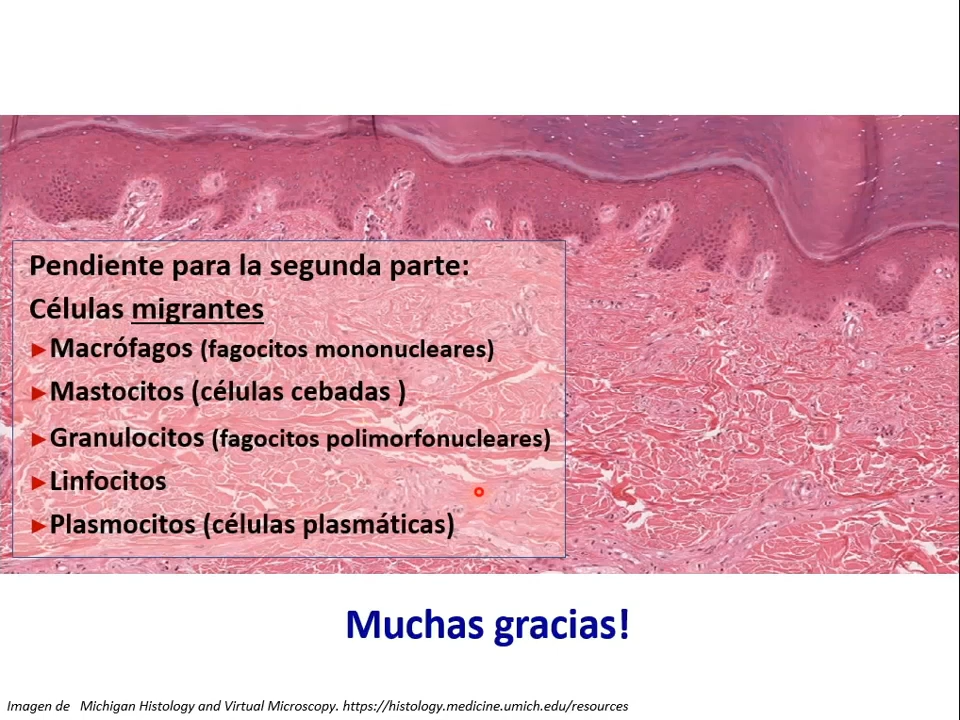 Pendiente para la segunda parte:
Células migrantes
►Macrófagos (fagocitos mononucleares)
►Mastocitos (células cebadas )
►Granulocitos (fagocitos polimorfonucleares)
►Linfocitos
►Plasmocitos (células plasmáticas)
Muchas gracias!
Imagen de Michigan Histology and Virtual Microscopy. https://histology.medicine.umich.edu/resources